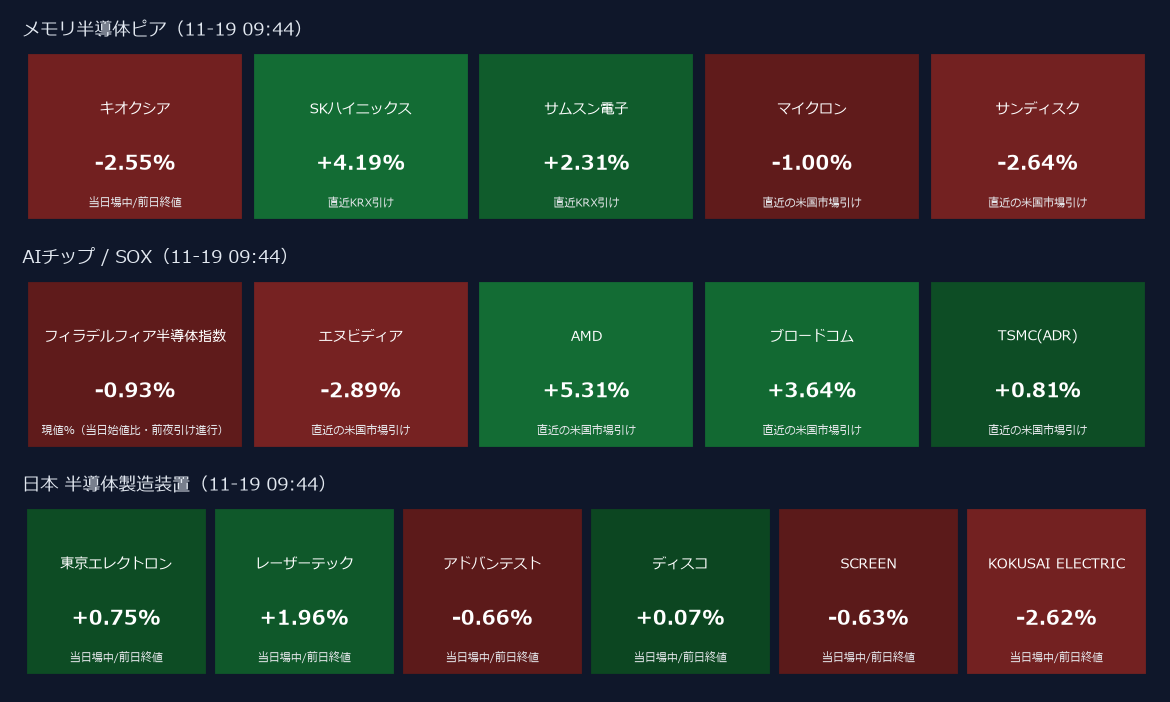 メモリ半導体ピア（11-19 09:44）
キオクシア
-2.55%
当日場中/前日終値
SKハイニックス
+4.19%
直近KRX引け
サムスン電子
+2.31%
直近KRX引け
マイクロン
-1.00%
直近の米国市場引け
サンディスク
-2.64%
直近の米国市場引け
AIチップ / SOX（11-19 09:44）
フィラデルフィア半導体指数
-0.93%
現値%（当日始値比・前夜引け進行）
エヌビディア
-2.89%
直近の米国市場引け
AMD
+5.31%
直近の米国市場引け
ブロードコム
+3.64%
直近の米国市場引け
TSMC(ADR)
+0.81%
直近の米国市場引け
日本 半導体製造装置（11-19 09:44）
東京エレクトロン
+0.75%
当日場中/前日終値
レーザーテック
+1.96%
当日場中/前日終値
アドバンテスト
-0.66%
当日場中/前日終値
ディスコ
+0.07%
当日場中/前日終値
SCREEN
-0.63%
当日場中/前日終値
KOKUSAI ELECTRIC
-2.62%
当日場中/前日終値